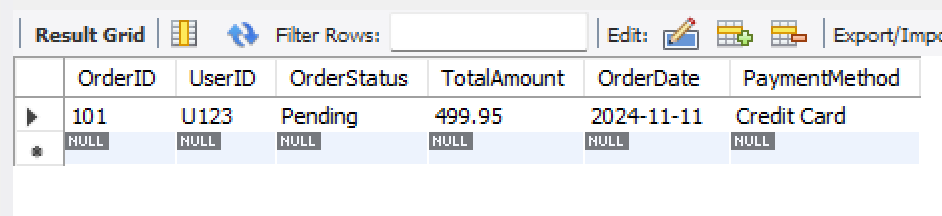 Result Grid Filter Rows: Edit: Export/Impo
OrderID UserID OrderStatus TotalAmount OrderDate PaymentMethod
101 U123 Pending 499.95 2024-11-11 Credit Card
NULL NULL NULL NULL NULL NULL